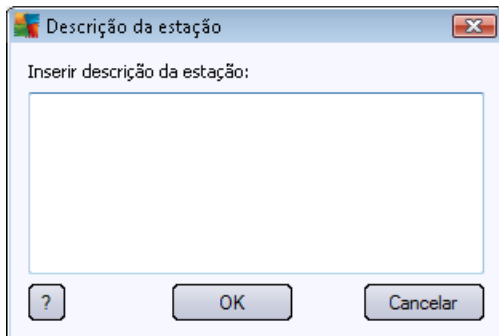 Descrição da estação
Inserir descrição da estação:
?
OK
Cancelar